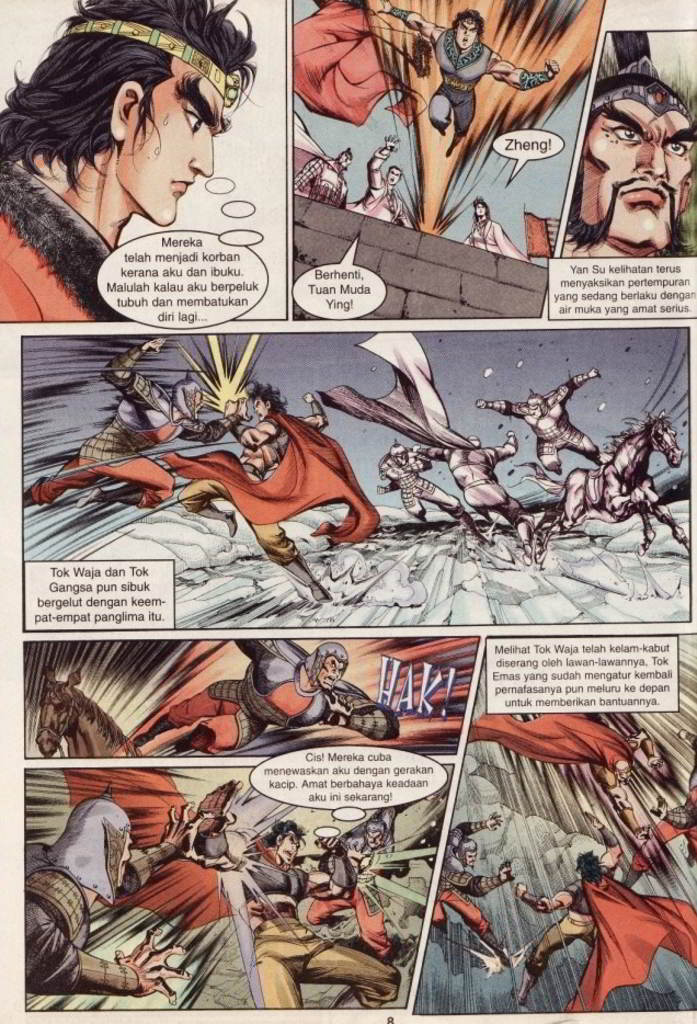 Mereka
telah menjadi korban
kerana aku dan ibuku.
Malulah kalau aku berpeluk
tubuh dan membatukan
diri lagi...
Zheng!
Berhenti,
Tuan Muda
Ying!
Yan Su kelihatan terus
menyaksikan pertempuran
yang sedang berlaku dengan
air muka yang amat serius.
Tok Waja dan Tok
Gangsa pun sibuk
bergelut dengan keem-
pat-empat panglima itu.
HAK!
Melihat Tok Waja telah kelam-kabut
diserang oleh lawan-lawannya, Tok
Emas yang sudah mengatur kembali
pernafasanya pun meluru ke depan
untuk memberikan bantuannya.
Cis! Mereka cuba
menewaskan aku dengan gerakan
kacip. Amat berbahaya keadaan
aku ini sekarang!
8